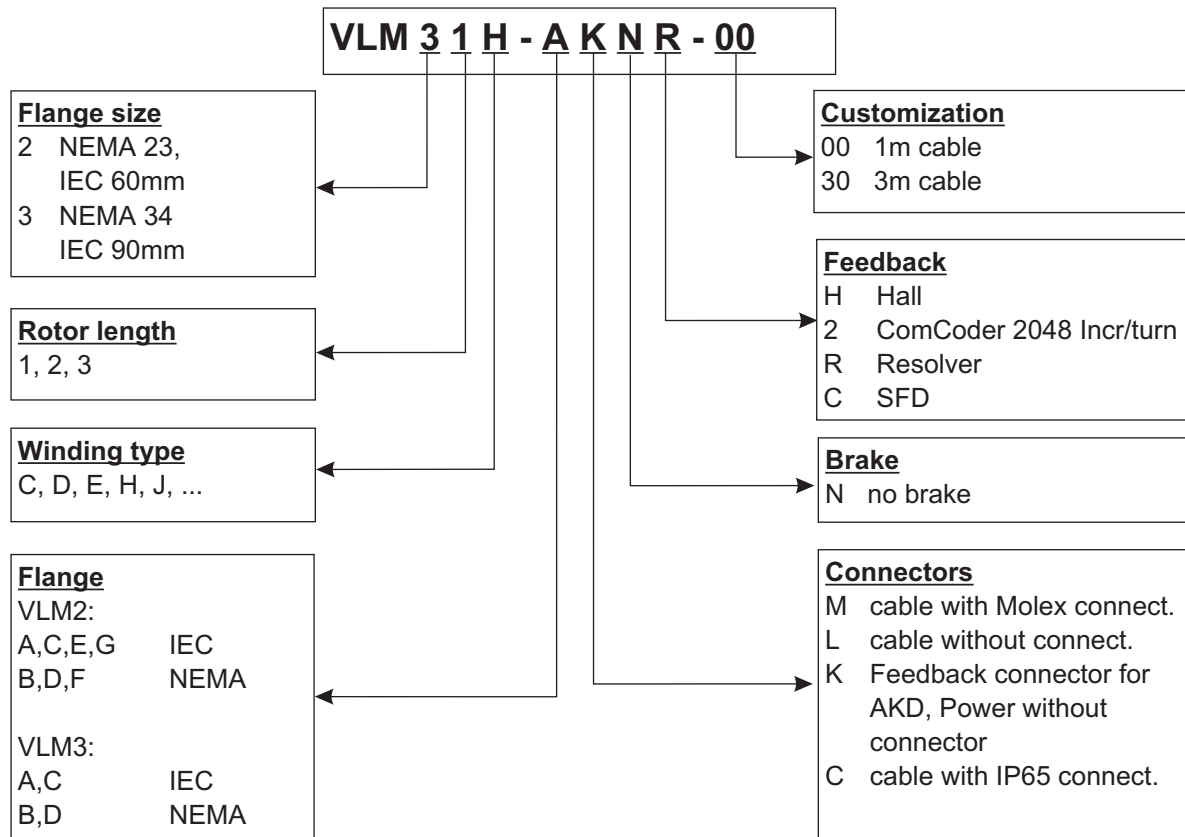 VLM 3 1 H - A K N R - 00
Flange size
2 NEMA 23,
IEC 60mm
3 NEMA 34
IEC 90mm
Rotor length
1, 2, 3
Winding type
C, D, E, H, J, ...
Flange
VLM2:
A,C,E,G IEC
B,D,F NEMA
VLM3:
A,C IEC
B,D NEMA
Customization
00 1m cable
30 3m cable
Feedback
H Hall
2 ComCoder 2048 Incr/turn
R Resolver
C SFD
Brake
N no brake
Connectors
M cable with Molex connect.
L cable without connect.
K Feedback connector for
AKD, Power without
connector
C cable with IP65 connect.